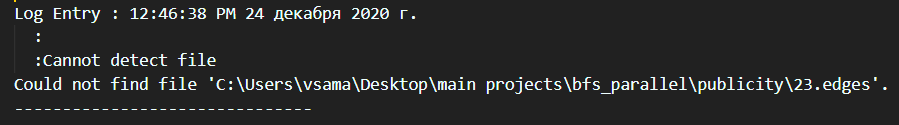 Log Entry : 12:46:38 PM 24 декабря 2020 г.
  :
  :Cannot detect file
Could not find file 'C:\Users\vsama\Desktop\main projects\bfs_parallel\publicity\23.edges'.
-------------------------------